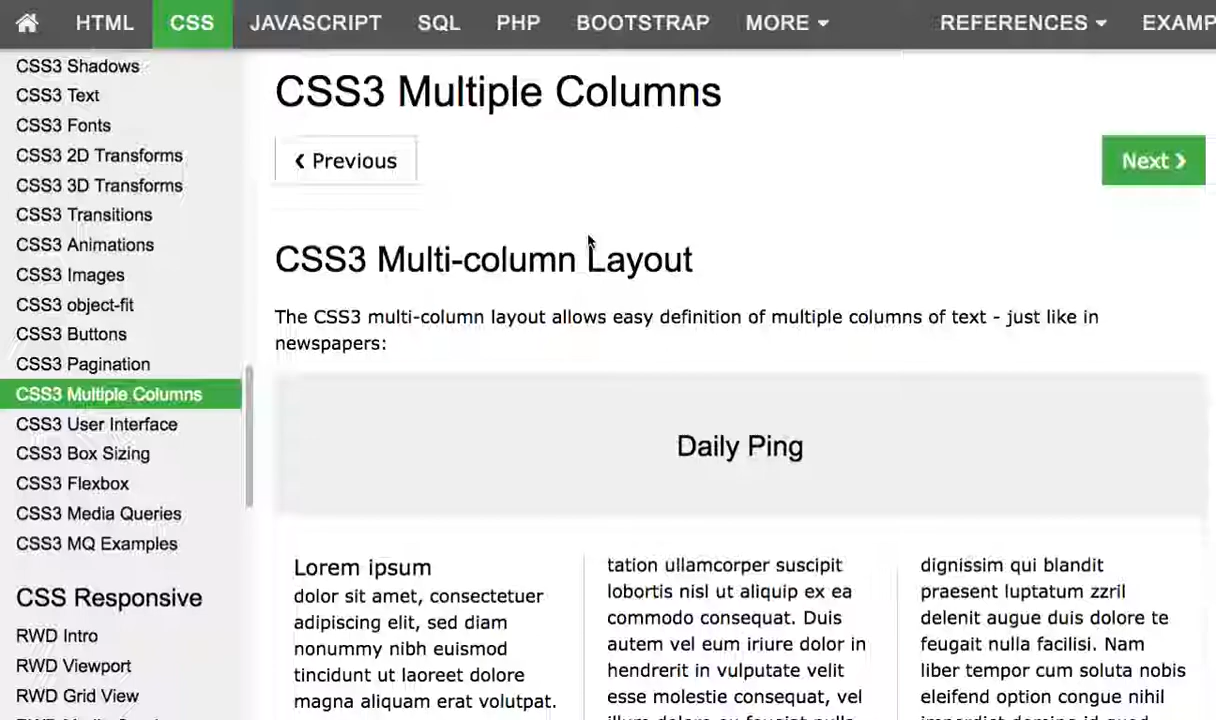 HTML CSS JAVASCRIPT SQL PHP BOOTSTRAP MORE REFERENCES EXAMP
CSS3 Shadows
CSS3 Text
CSS3 Fonts
CSS3 2D Transforms
CSS3 3D Transforms
CSS3 Transitions
CSS3 Animations
CSS3 Images
CSS3 object-fit
CSS3 Buttons
CSS3 Pagination
CSS3 Multiple Columns
CSS3 User Interface
CSS3 Box Sizing
CSS3 Flexbox
CSS3 Media Queries
CSS3 MQ Examples
CSS Responsive
RWD Intro
RWD Viewport
RWD Grid View
CSS3 Multiple Columns
❮ Previous
Next ❯
CSS3 Multi-column Layout
The CSS3 multi-column layout allows easy definition of multiple columns of text - just like in
newspapers:
Daily Ping
Lorem ipsum
dolor sit amet, consectetuer
adipiscing elit, sed diam
nonummy nibh euismod
tincidunt ut laoreet dolore
magna aliquam erat volutpat.
tation ullamcorper suscipit
lobortis nisl ut aliquip ex ea
commodo consequat. Duis
autem vel eum iriure dolor in
hendrerit in vulputate velit
esse molestie consequat, vel
dignissim qui blandit
praesent luptatum zzril
delenit augue duis dolore te
feugait nulla facilisi. Nam
liber tempor cum soluta nobis
eleifend option congue nihil